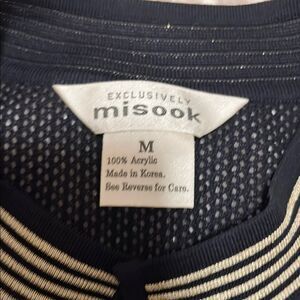 EXCLUSIVELY
misook
M
100% Acrylic
Made in Korea.
See Reverse for Care.